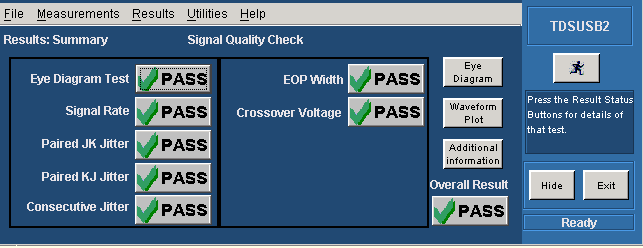 File Measurements Results Utilities Help
TDSUSB2
Results: Summary Signal Quality Check
Eye Diagram Test PASS
Signal Rate PASS
Paired JK Jitter PASS
Paired KJ Jitter PASS
Consecutive Jitter PASS
EOP Width PASS
Crossover Voltage PASS
Eye
Diagram
Waveform
Plot
Additional
information
Overall Result
PASS
Press the Result Status
Buttons for details of
that test.
Hide Exit
Ready